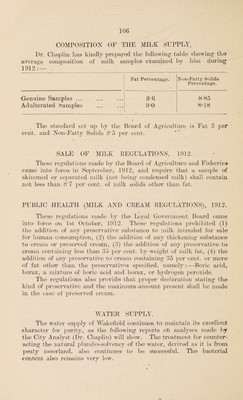 106
COMPOSITION OF THE MILK SUPPLY.
Dr. Chaplin has kindly prepared the following table showing the
average composition of milk samples examined by him during
1912:—
Fat Percentage. Non-Fatty Solids
Percentage.
Genuine Samples ... ... ... 3·6 8·85
Adulterated Samples ... ... 3·0 8·18
The standard set up by the Board of Agriculture is Fat 3 per
cent. and Non-Fatty Solids 8·5 per cent.
SALE OF MILK REGULATIONS, 1912.
These regulations made by the Board of Agriculture and Fisheries
came into force in September, 1912, and require that a sample of
skimmed or separated milk (not being condensed milk) shall contain
not less than 8·7 per cent. of milk solids other than fat.
PUBLIC HEALTH (MILK AND CREAM REGULATIONS), 1912.
These regulations made by the Local Government Board came
into force on 1st October, 1912. These regulations prohibited (1)
the addition of any preservative substance to milk intended for sale
for human consumption, (2) the addition of any thickening substance
to cream or preserved cream, (3) the addition of any preservative to
cream containing less than 35 per cent. by weight of milk fat, (4) the
addition of any preservative to cream containing 35 per cent. or more
of fat other than the preservatives specified, namely:—Boric acid,
borax, a mixture of boric acid and borax, or hydrogen peroxide.
The regulations also provide that proper declaration stating the
kind of preservative and the maximum amount present shall be made
in the case of preserved cream.
WATER SUPPLY.
The water supply of Wakefield continues to maintain its excellent
character for purity, as the following reports on analyses made by
the City Analyst (Dr. Chaplin) will show. The treatment for counter-
acting the natural plumbo-solvency of the water, derived as it is from
peaty moorland, also continues to be successful. The bacterial
content also remains very low.